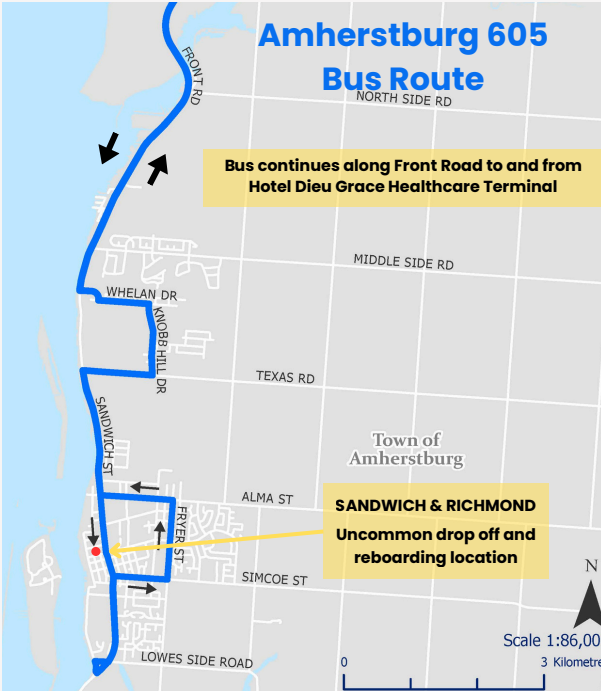 Amherstburg 605
Bus Route
FRONT RD
NORTH SIDE RD
Bus continues along Front Road to and from
Hotel Dieu Grace Healthcare Terminal
MIDDLE SIDE RD
WHELAN DR
KNOBB HILL DR
TEXAS RD
SANDWICH ST
Town of
Amherstburg
ALMA ST
SANDWICH & RICHMOND
Uncommon drop off and
reboarding location
FRYER ST
SIMCOE ST
N
LOWES SIDE ROAD
Scale 1:86,00
0 3 Kilometre